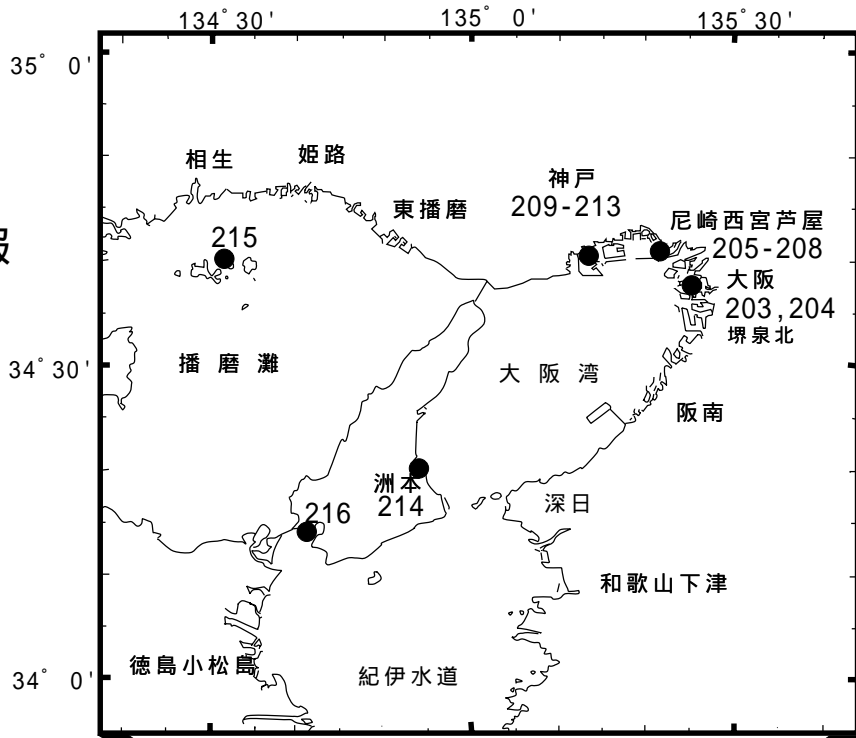 134°30'
135°0'
135°30'
35°0'
相生
姫路
神戸
209-213
東播磨
尼崎西宮芦屋
205-208
215
報
大阪
203,204
堺泉北
34°30'
播磨灘
大阪湾
阪南
洲本
214
深日
216
和歌山下津
徳島小松島
紀伊水道
34°0'